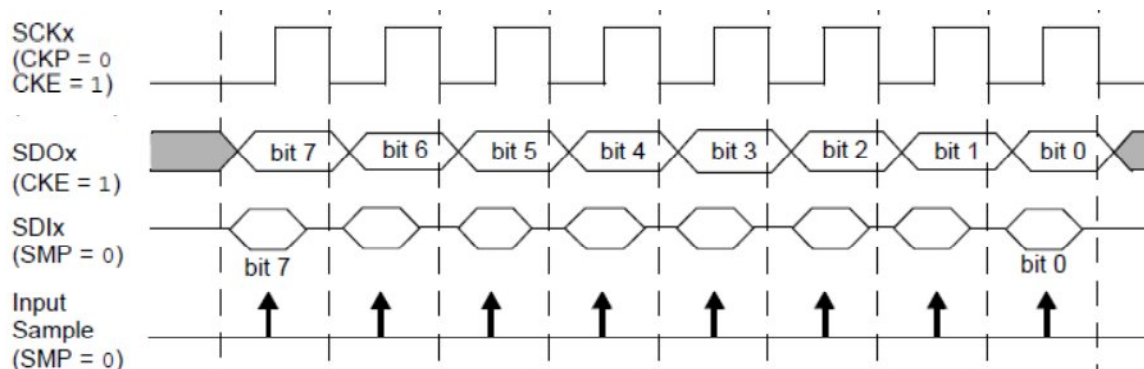 SCKx
(CKP = 0
CKE = 1)
SDOx
(CKE = 1)
bit 7 bit 6 bit 5 bit 4 bit 3 bit 2 bit 1 bit 0
SDIx
(SMP = 0)
bit 7 bit 0
Input
Sample
(SMP = 0)